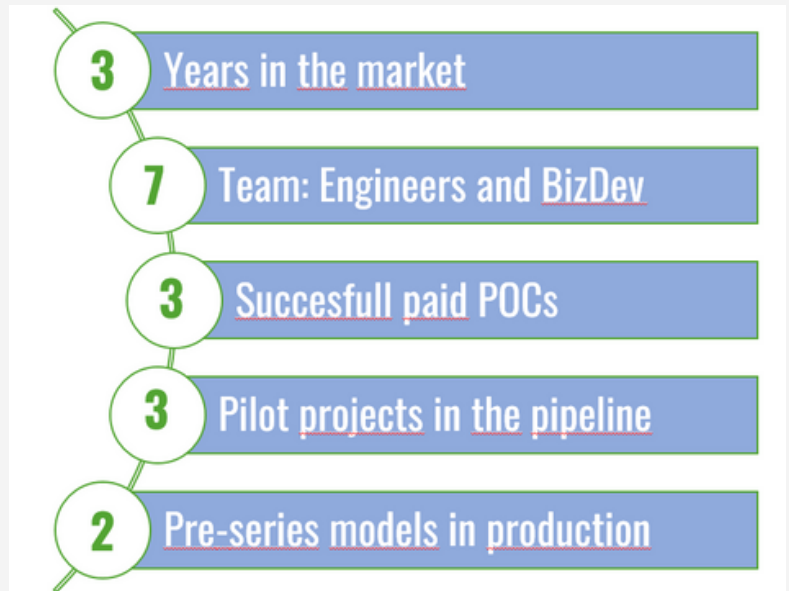 3 Years in the market
7 Team: Engineers and BizDev
3 Succesfull paid POCs
3 Pilot projects in the pipeline
2 Pre-series models in production